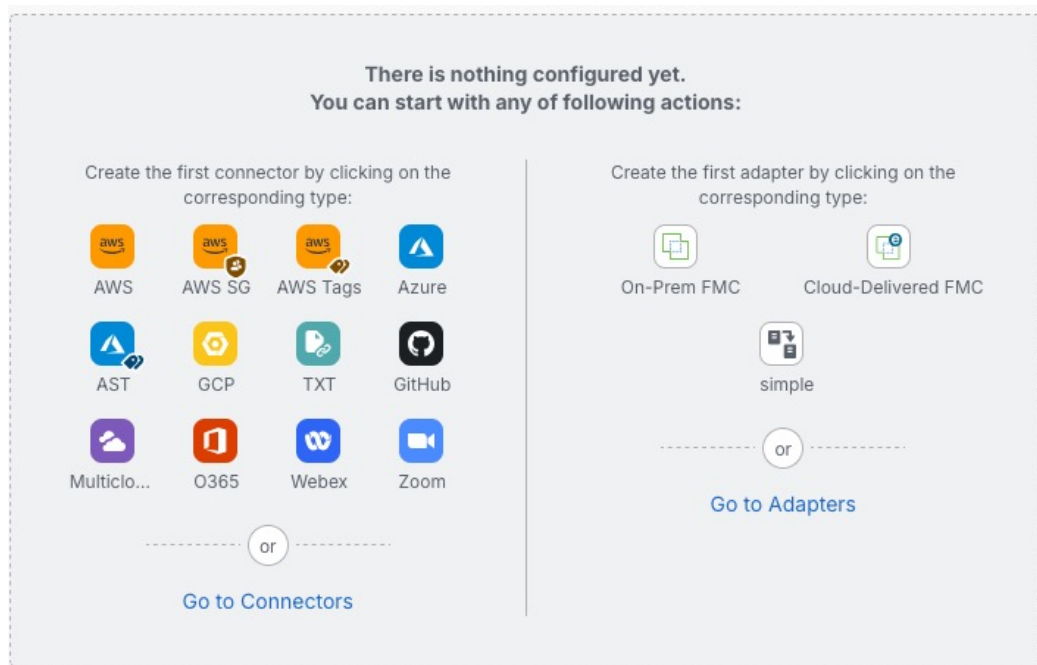 There is nothing configured yet.
You can start with any of following actions:
Create the first connector by clicking on the
corresponding type:
aws
AWS
aws
AWS SG
aws
AWS Tags
Azure
AST
GCP
TXT
GitHub
Multiclo...
O365
Webex
Zoom
or
Go to Connectors
Create the first adapter by clicking on the
corresponding type:
On-Prem FMC
Cloud-Delivered FMC
simple
or
Go to Adapters